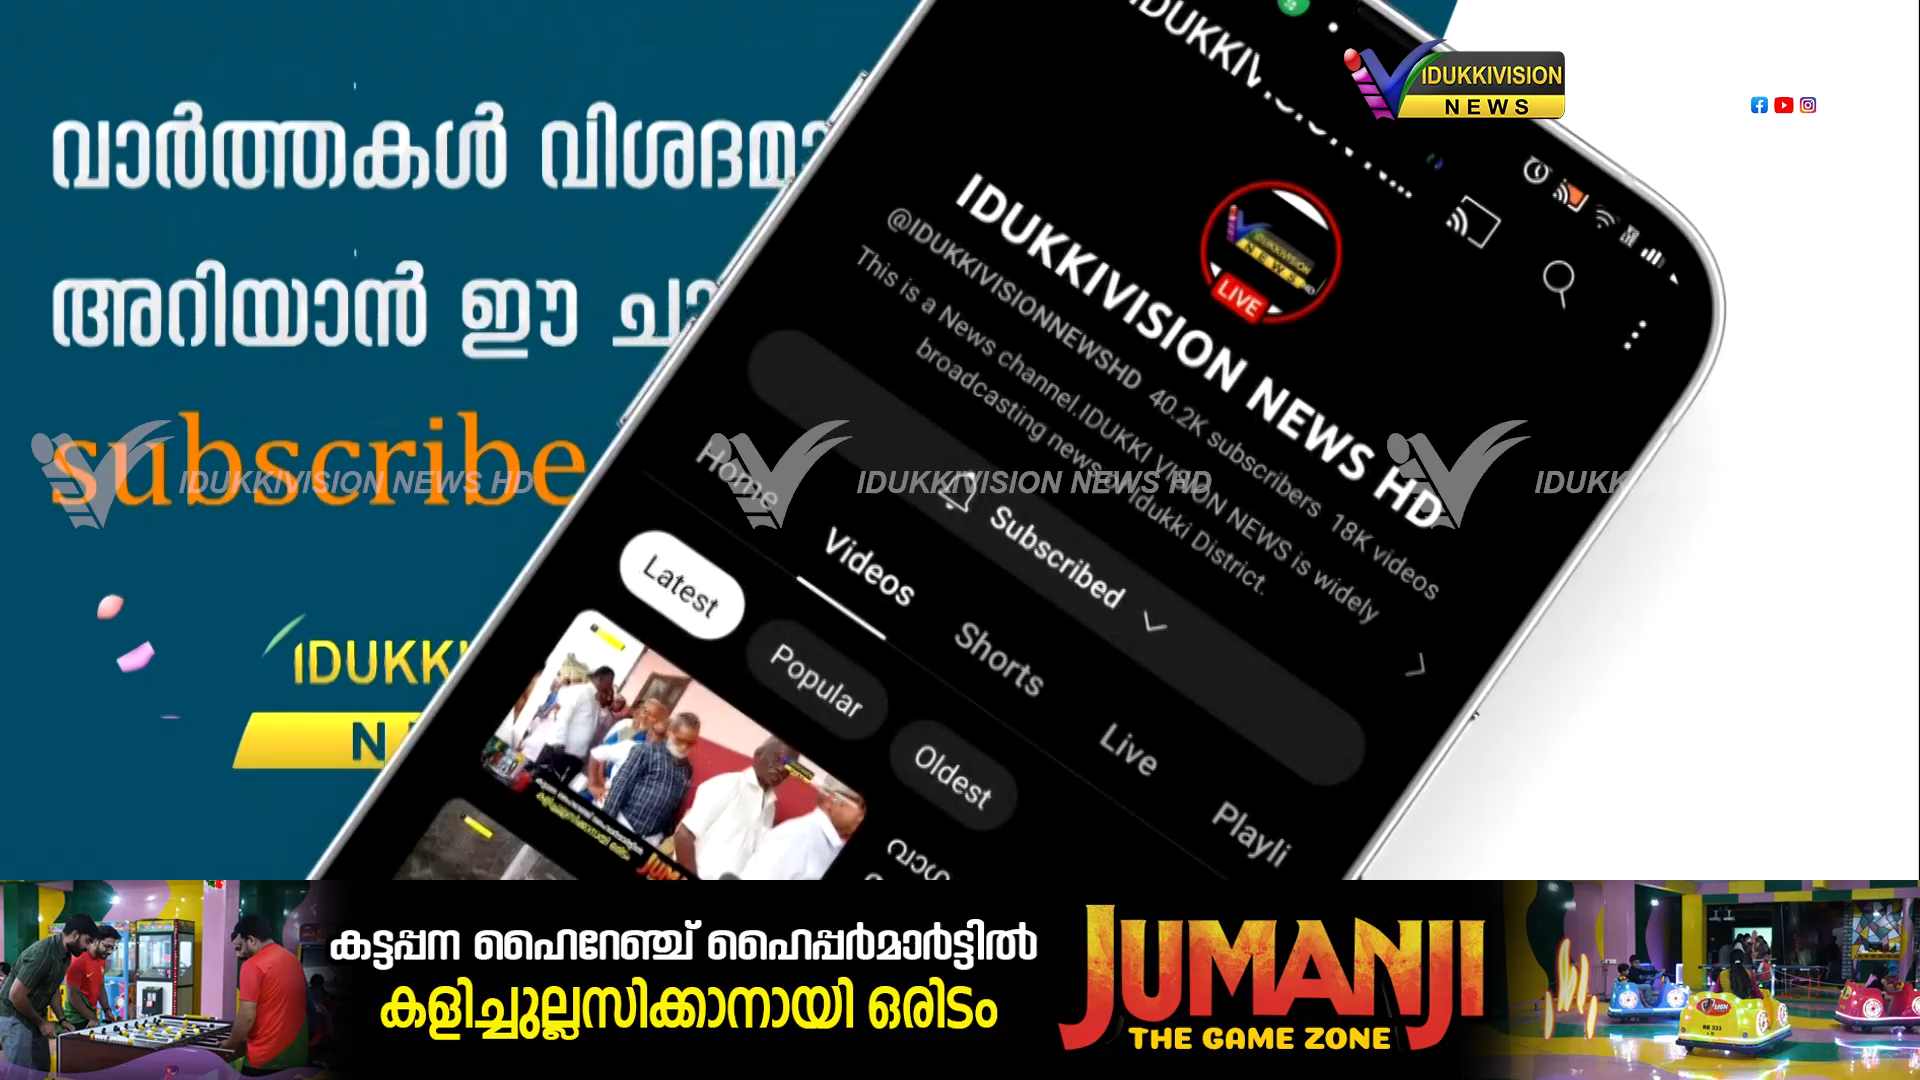 വാർത്തകൾ വിശദമാ
അറിയാൻ ഈ ചാ
subscribe
IDUKKIVISION
NEWS
IDUKKIVISION NEWS HD
@IDUKKIVISIONNEWSHD 40.2K subscribers 18K videos
This is a News channel.IDUKKI VISION NEWS is widely
broadcasting news of Idukki District.
Subscribed
Home
Videos
Shorts
Live
Playli
Latest
Popular
Oldest
LIVE
IDUKKIVISION NEWS HD
IDUKKIVISION NEWS HD
IDUKK
IDUKK
N
JUMAN
കട്ടപ്പന ഹൈറേഞ്ച് ഹൈപ്പർമാർട്ടിൽ
കളിച്ചുല്ലസിക്കാനായി ഒരിടം
JUMANJI
THE GAME ZONE